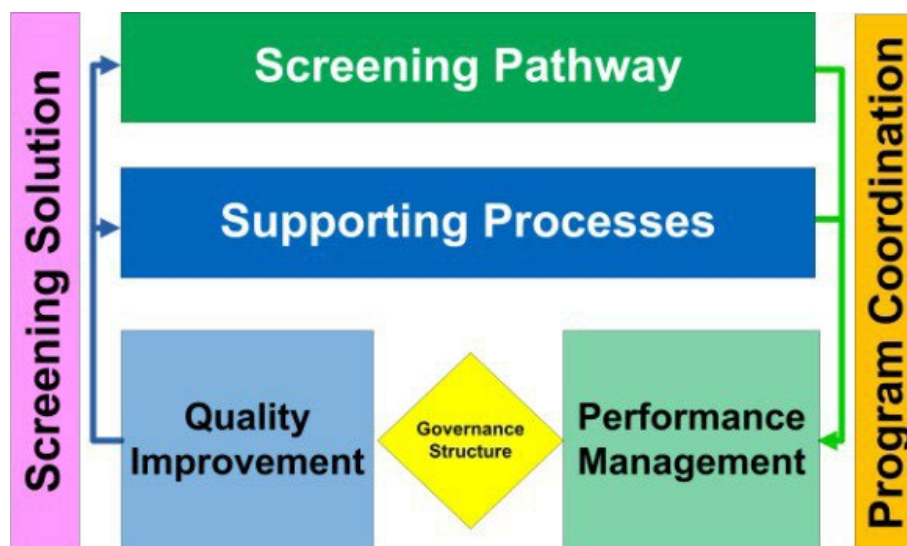 Screening Solution
Screening Pathway
Supporting Processes
Quality
Improvement
Governance
Structure
Performance
Management
Program Coordination